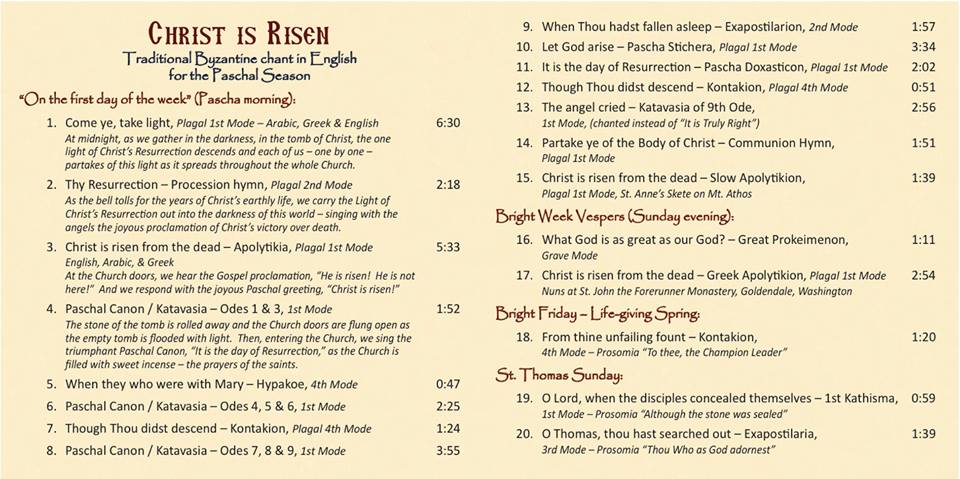 CHRIST IS RISEN
Traditional Byzantine chant in English
for the Paschal Season
"On the first day of the week" (Pascha morning):
1. Come ye, take light, Plagal 1st Mode – Arabic, Greek & English 6:30
At midnight, as we gather in the darkness, in the tomb of Christ, the one
light of Christ's Resurrection descends and each of us – one by one –
partakes of this light as it spreads throughout the whole Church.
2. Thy Resurrection – Procession hymn, Plagal 2nd Mode 2:18
As the bell tolls for the years of Christ's earthly life, we carry the Light of
Christ's Resurrection out into the darkness of this world – singing with the
angels the joyous proclamation of Christ's victory over death.
3. Christ is risen from the dead – Apolytikia, Plagal 1st Mode 5:33
English, Arabic, & Greek
At the Church doors, we hear the Gospel proclamation, "He is risen! He is not
here!" And we respond with the joyous Paschal greeting, "Christ is risen!"
4. Paschal Canon / Katavasia – Odes 1 & 3, 1st Mode 1:52
The stone of the tomb is rolled away and the Church doors are flung open as
the empty tomb is flooded with light. Then, entering the Church, we sing the
triumphant Paschal Canon, "It is the day of Resurrection," as the Church is
filled with sweet incense – the prayers of the saints.
5. When they who were with Mary – Hypakoe, 4th Mode 0:47
6. Paschal Canon / Katavasia – Odes 4, 5 & 6, 1st Mode 2:25
7. Though Thou didst descend – Kontakion, Plagal 4th Mode 1:24
8. Paschal Canon / Katavasia – Odes 7, 8 & 9, 1st Mode 3:55
9. When Thou hadst fallen asleep – Exapostilarion, 2nd Mode 1:57
10. Let God arise – Pascha Stichera, Plagal 1st Mode 3:34
11. It is the day of Resurrection – Pascha Doxasticon, Plagal 1st Mode 2:02
12. Though Thou didst descend – Kontakion, Plagal 4th Mode 0:51
13. The angel cried – Katavasia of 9th Ode, 2:56
1st Mode, (chanted instead of "It is Truly Right")
14. Partake ye of the Body of Christ – Communion Hymn, 1:51
Plagal 1st Mode
15. Christ is risen from the dead – Slow Apolytikion, 1:39
Plagal 1st Mode, St. Anne's Skete on Mt. Athos
Bright Week Vespers (Sunday evening):
16. What God is as great as our God? – Great Prokeimenon, 1:11
Grave Mode
17. Christ is risen from the dead – Greek Apolytikion, Plagal 1st Mode 2:54
Nuns at St. John the Forerunner Monastery, Goldendale, Washington
Bright Friday – Life-giving Spring:
18. From thine unfailing fount – Kontakion, 1:20
4th Mode – Prosomia "To thee, the Champion Leader"
St. Thomas Sunday:
19. O Lord, when the disciples concealed themselves – 1st Kathisma, 0:59
1st Mode – Prosomia "Although the stone was sealed"
20. O Thomas, thou hast searched out – Exapostilaria, 1:39
3rd Mode – Prosomia "Thou Who as God adornest"